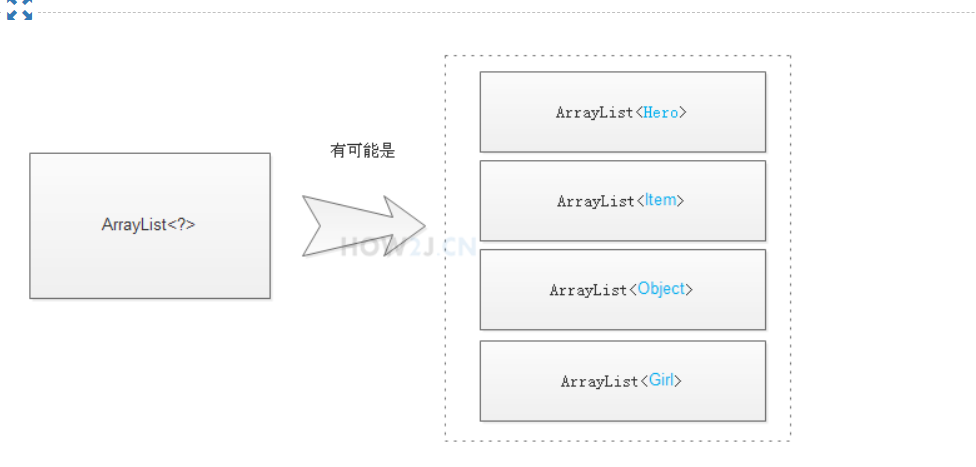 有可能是
ArrayList<?>
HOW2J.CN
ArrayList<Hero>
ArrayList<Item>
ArrayList<Object>
ArrayList<Girl>